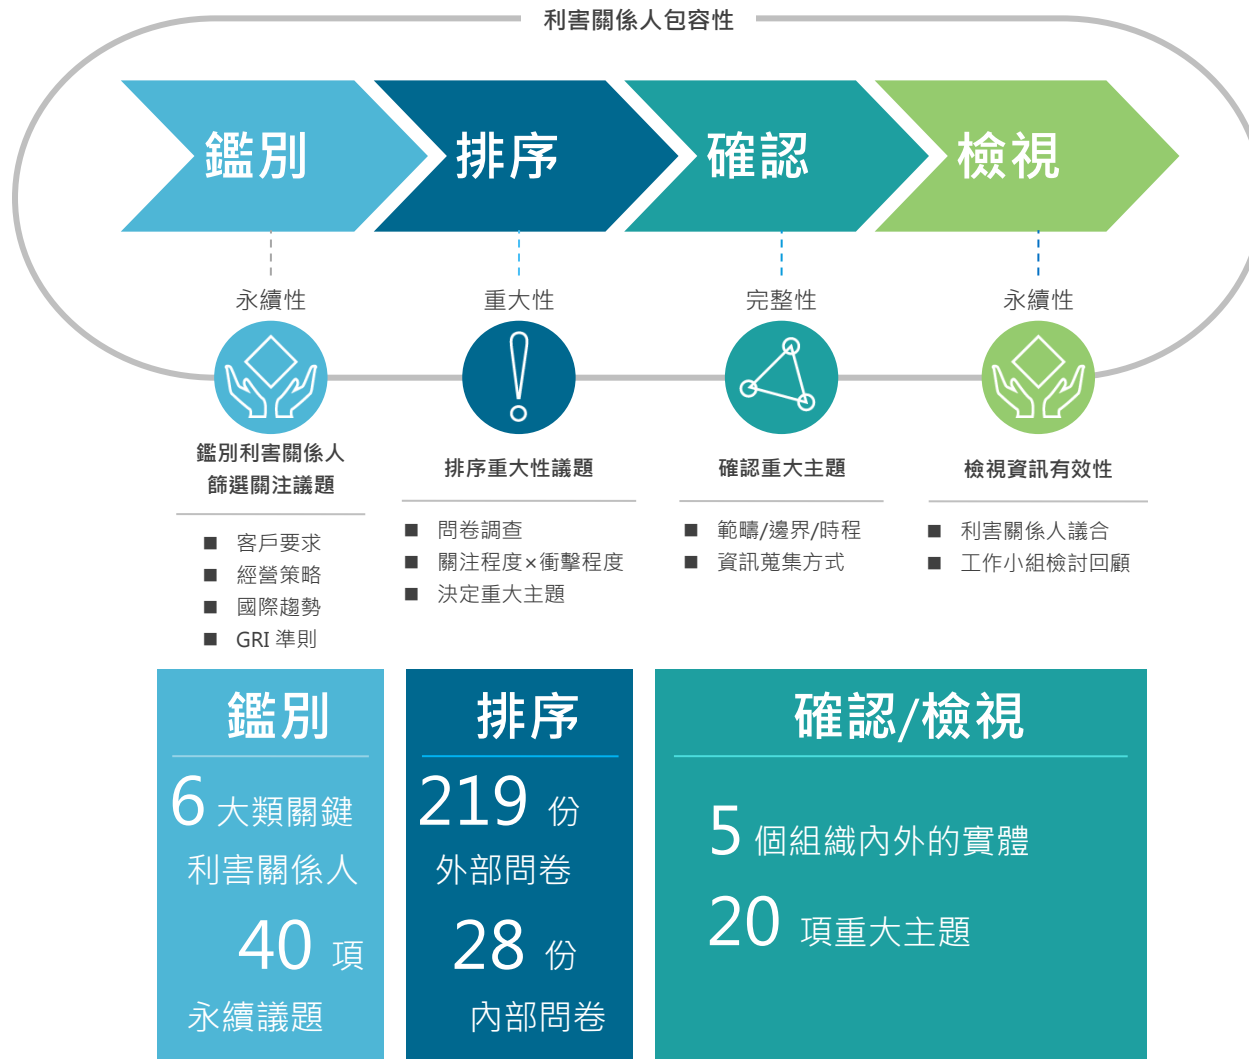 利害關係人包容性
鑑別
排序
確認
檢視
永續性
重大性
完整性
永續性
鑑別利害關係人
篩選關注議題
■ 客戶要求
■ 經營策略
■ 國際趨勢
■ GRI 準則
排序重大性議題
■ 問卷調查
■ 關注程度×衝擊程度
■ 決定重大主題
確認重大主題
■ 範疇/邊界/時程
■ 資訊蒐集方式
檢視資訊有效性
■ 利害關係人議合
■ 工作小組檢討回顧
鑑別
6 大類關鍵
利害關係人
40 項
永續議題
排序
219 份
外部問卷
28 份
內部問卷
確認/檢視
5 個組織內外的實體
20 項重大主題